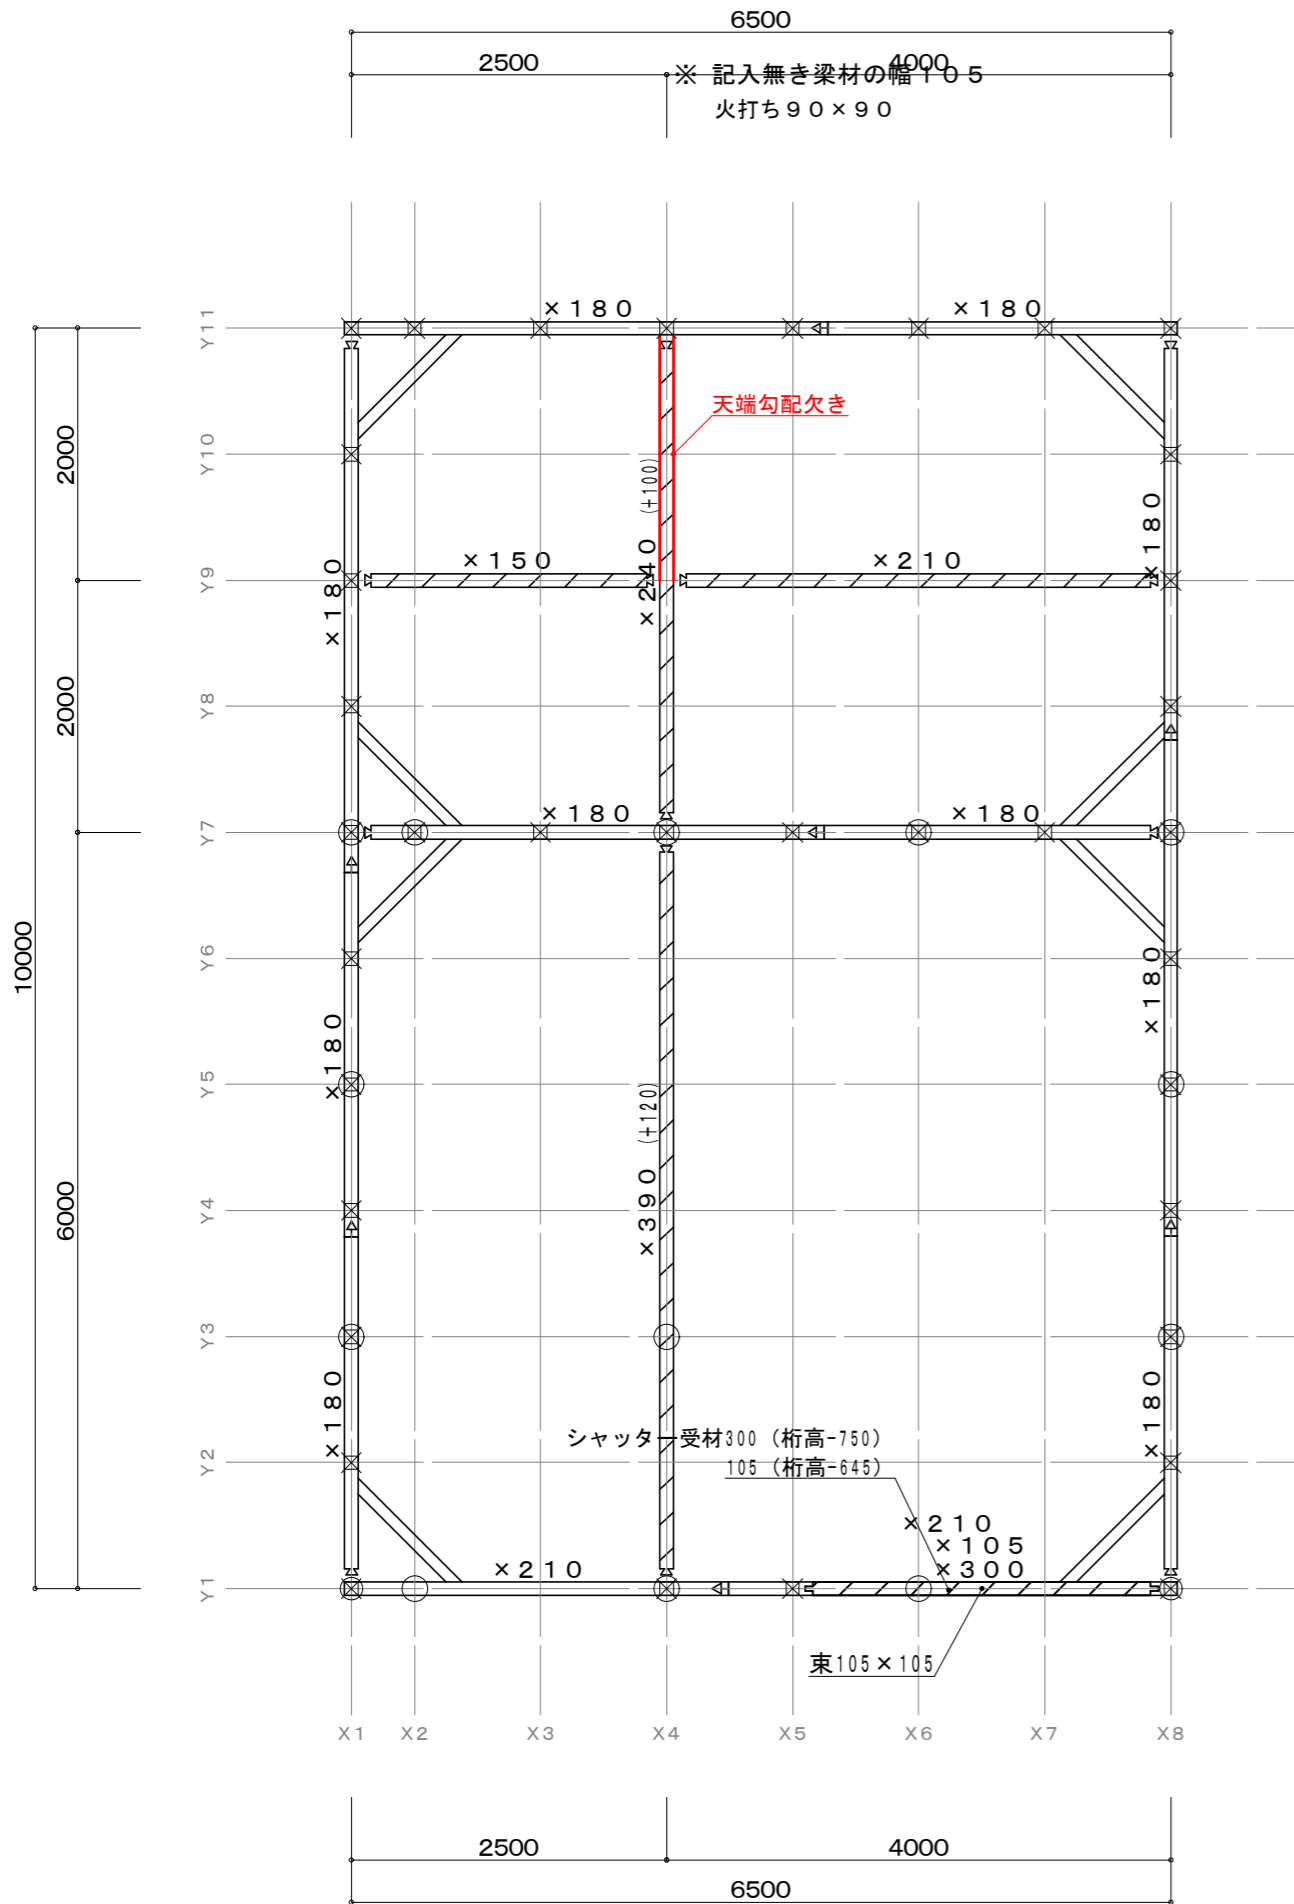 6500
2500
4000
※ 記入無き梁材の幅１０５
火打ち９０×９０
×１８０
×１８０
Y11
天端勾配欠き
2000
Y10
(+100)
×１８０
×１５０
×２４０
×２１０
Y9
×１８０
2000
Y8
×１８０
×１８０
Y7
10000
Y6
×１８０
×１８０
Y5
(+120)
6000
×３９０
Y4
Y3
×１８０
×１８０
シャッター受材300（桁高-750）
105（桁高-645）
Y2
×２１０
×１０５
×３００
×２１０
Y1
束105×105
X1 X2 X3 X4 X5 X6 X7 X8
2500
4000
6500